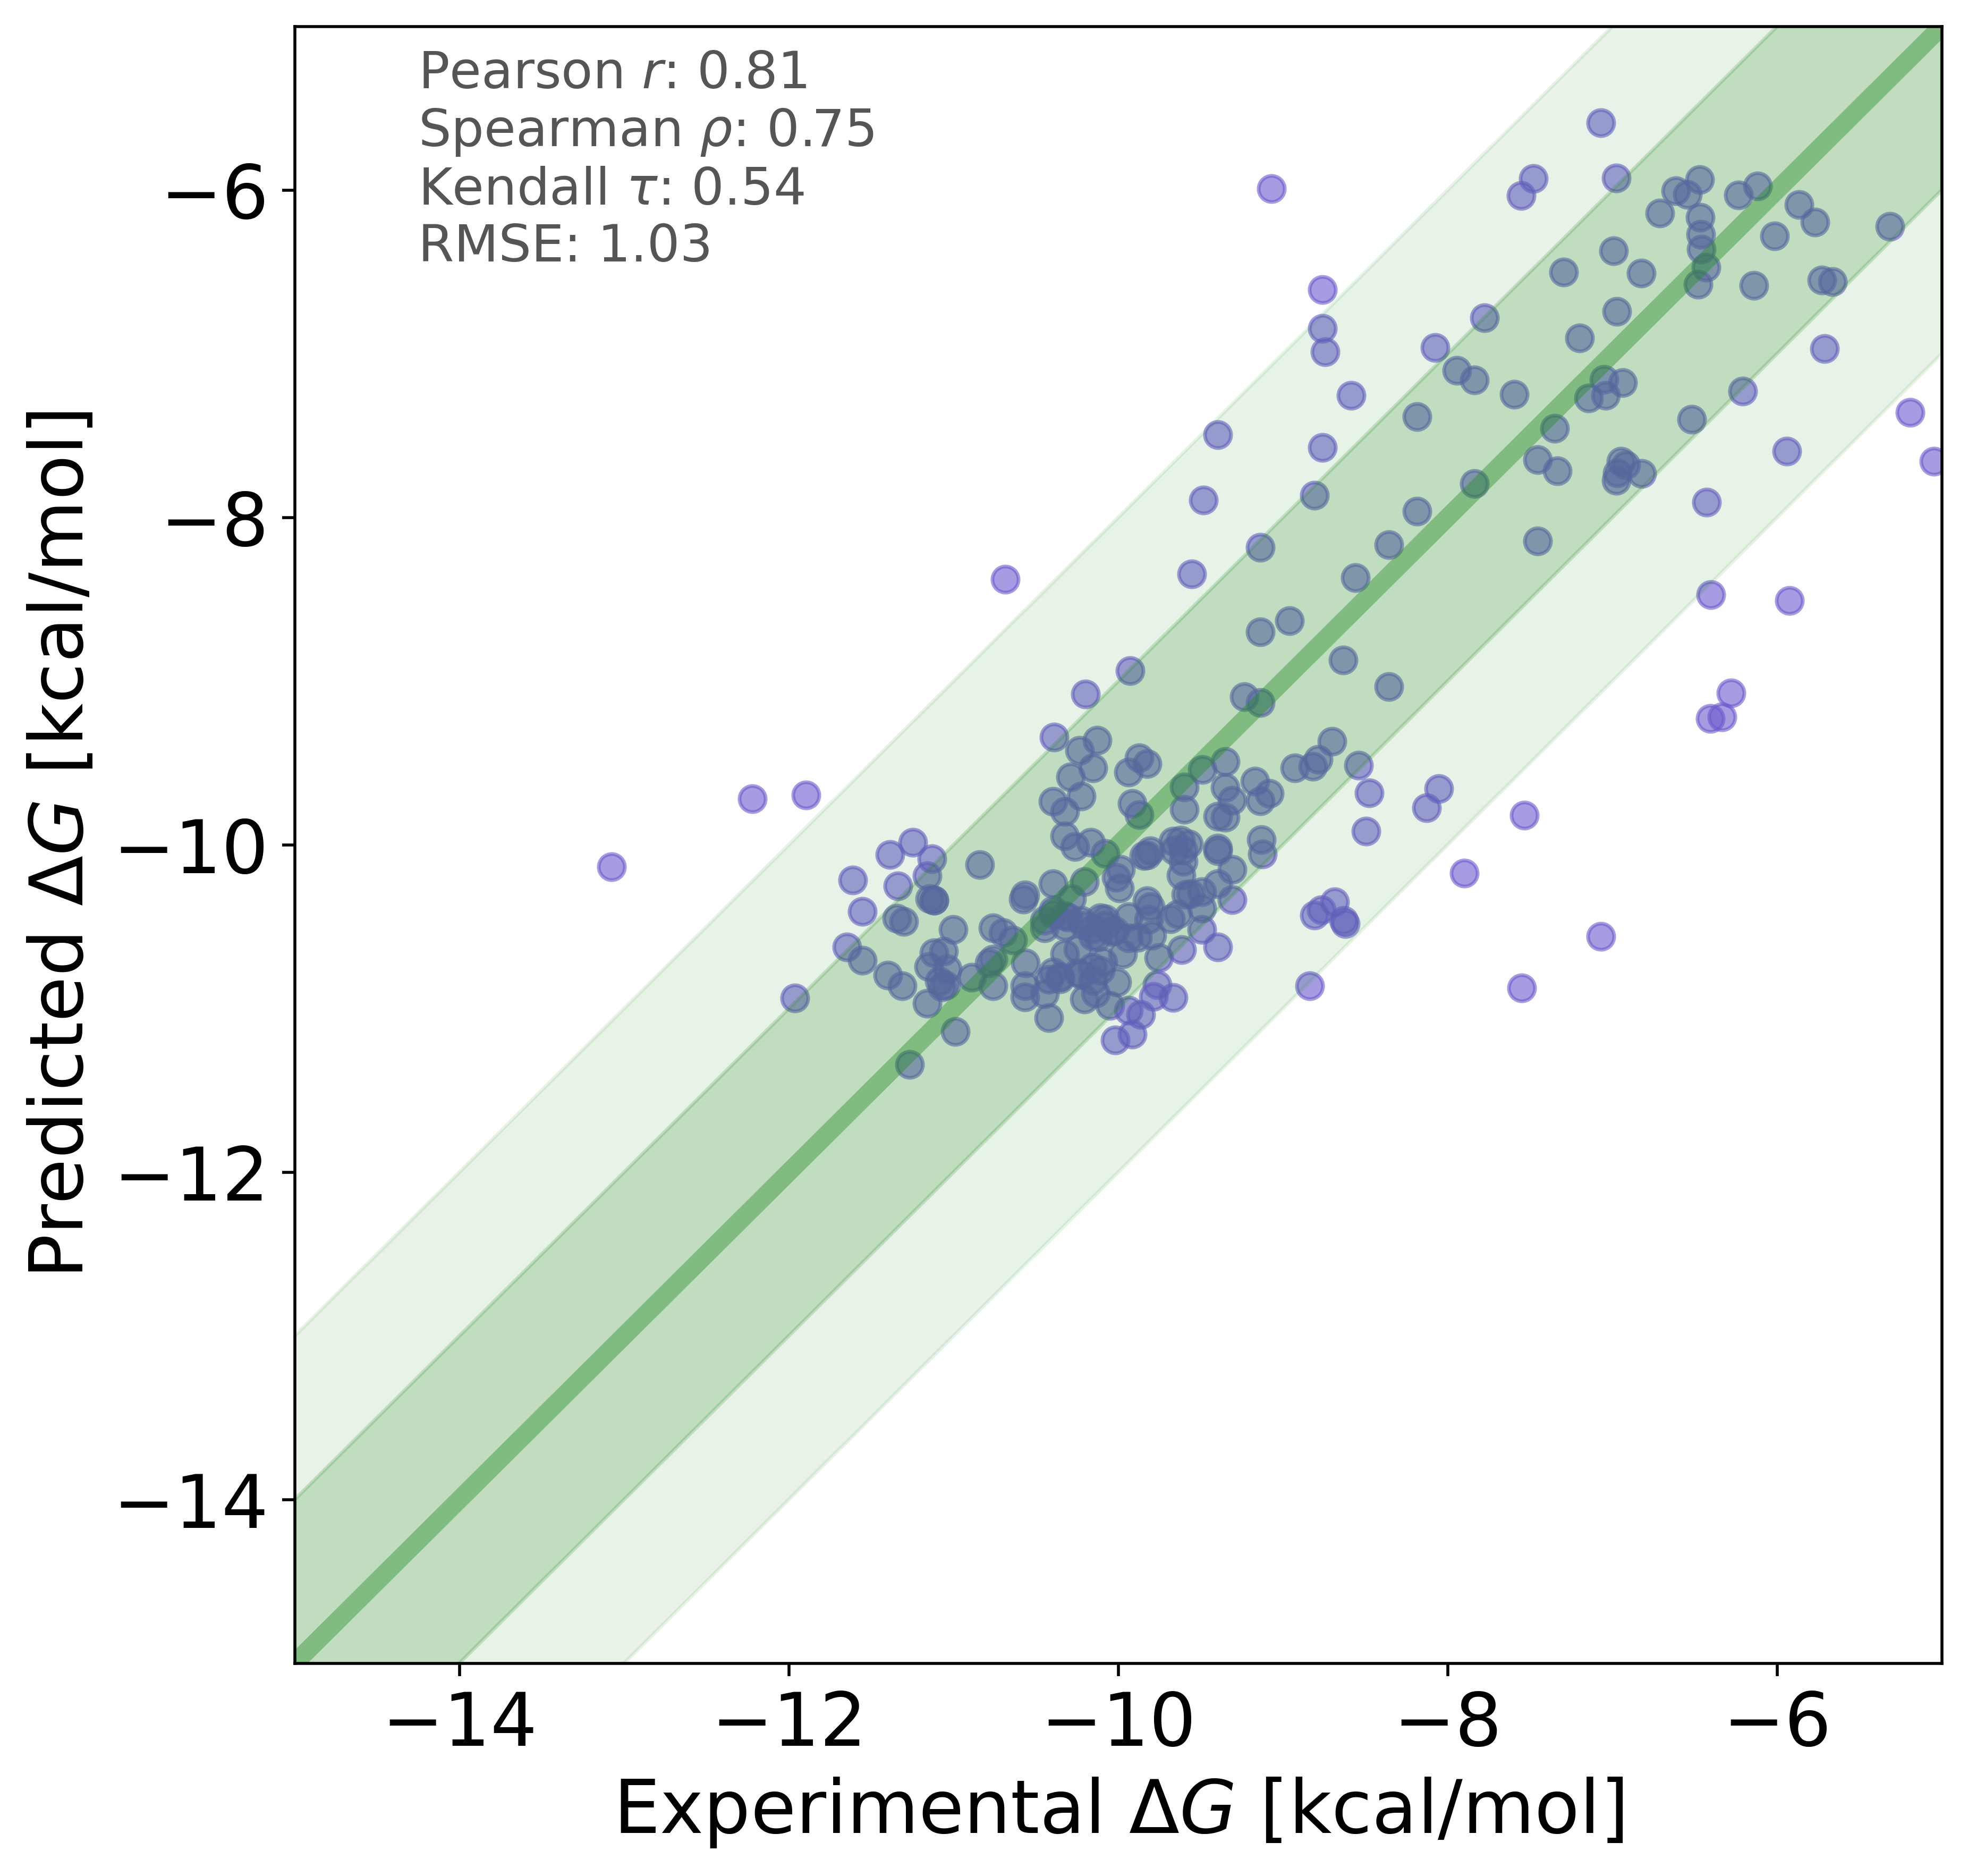 Pearson r: 0.81
Spearman ρ: 0.75
Kendall τ: 0.54
RMSE: 1.03
Predicted ΔG [kcal/mol]
−6
−8
−10
−12
−14
−14 −12 −10 −8 −6
Experimental ΔG [kcal/mol]